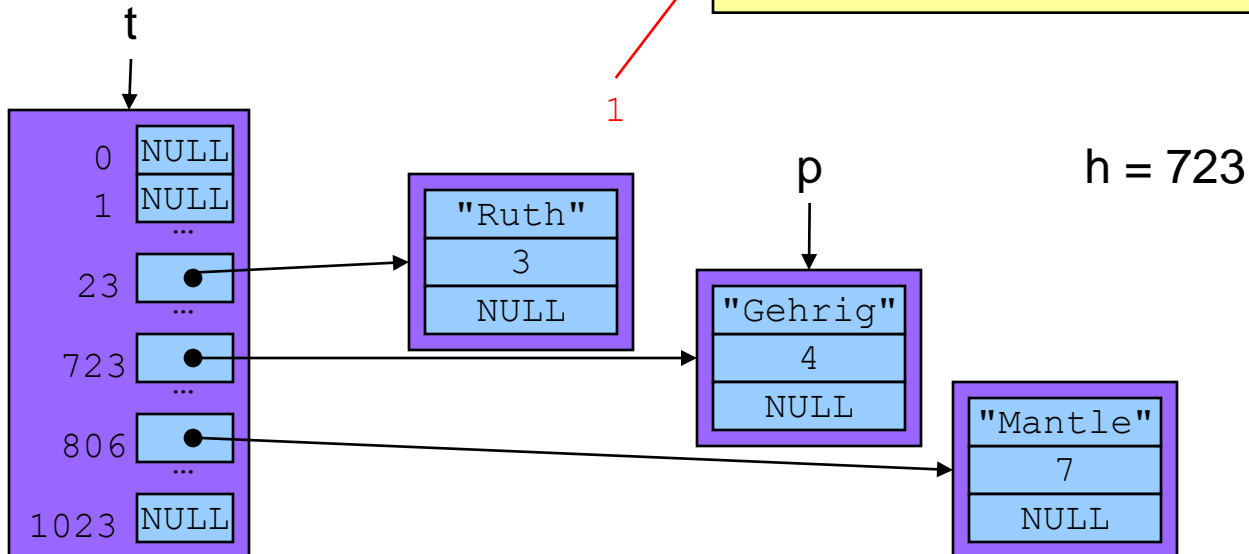 t
1
p
h = 723
0 NULL
1 NULL
...
23
...
723
...
806
...
1023 NULL
"Ruth"
3
NULL
"Gehrig"
4
NULL
"Mantle"
7
NULL